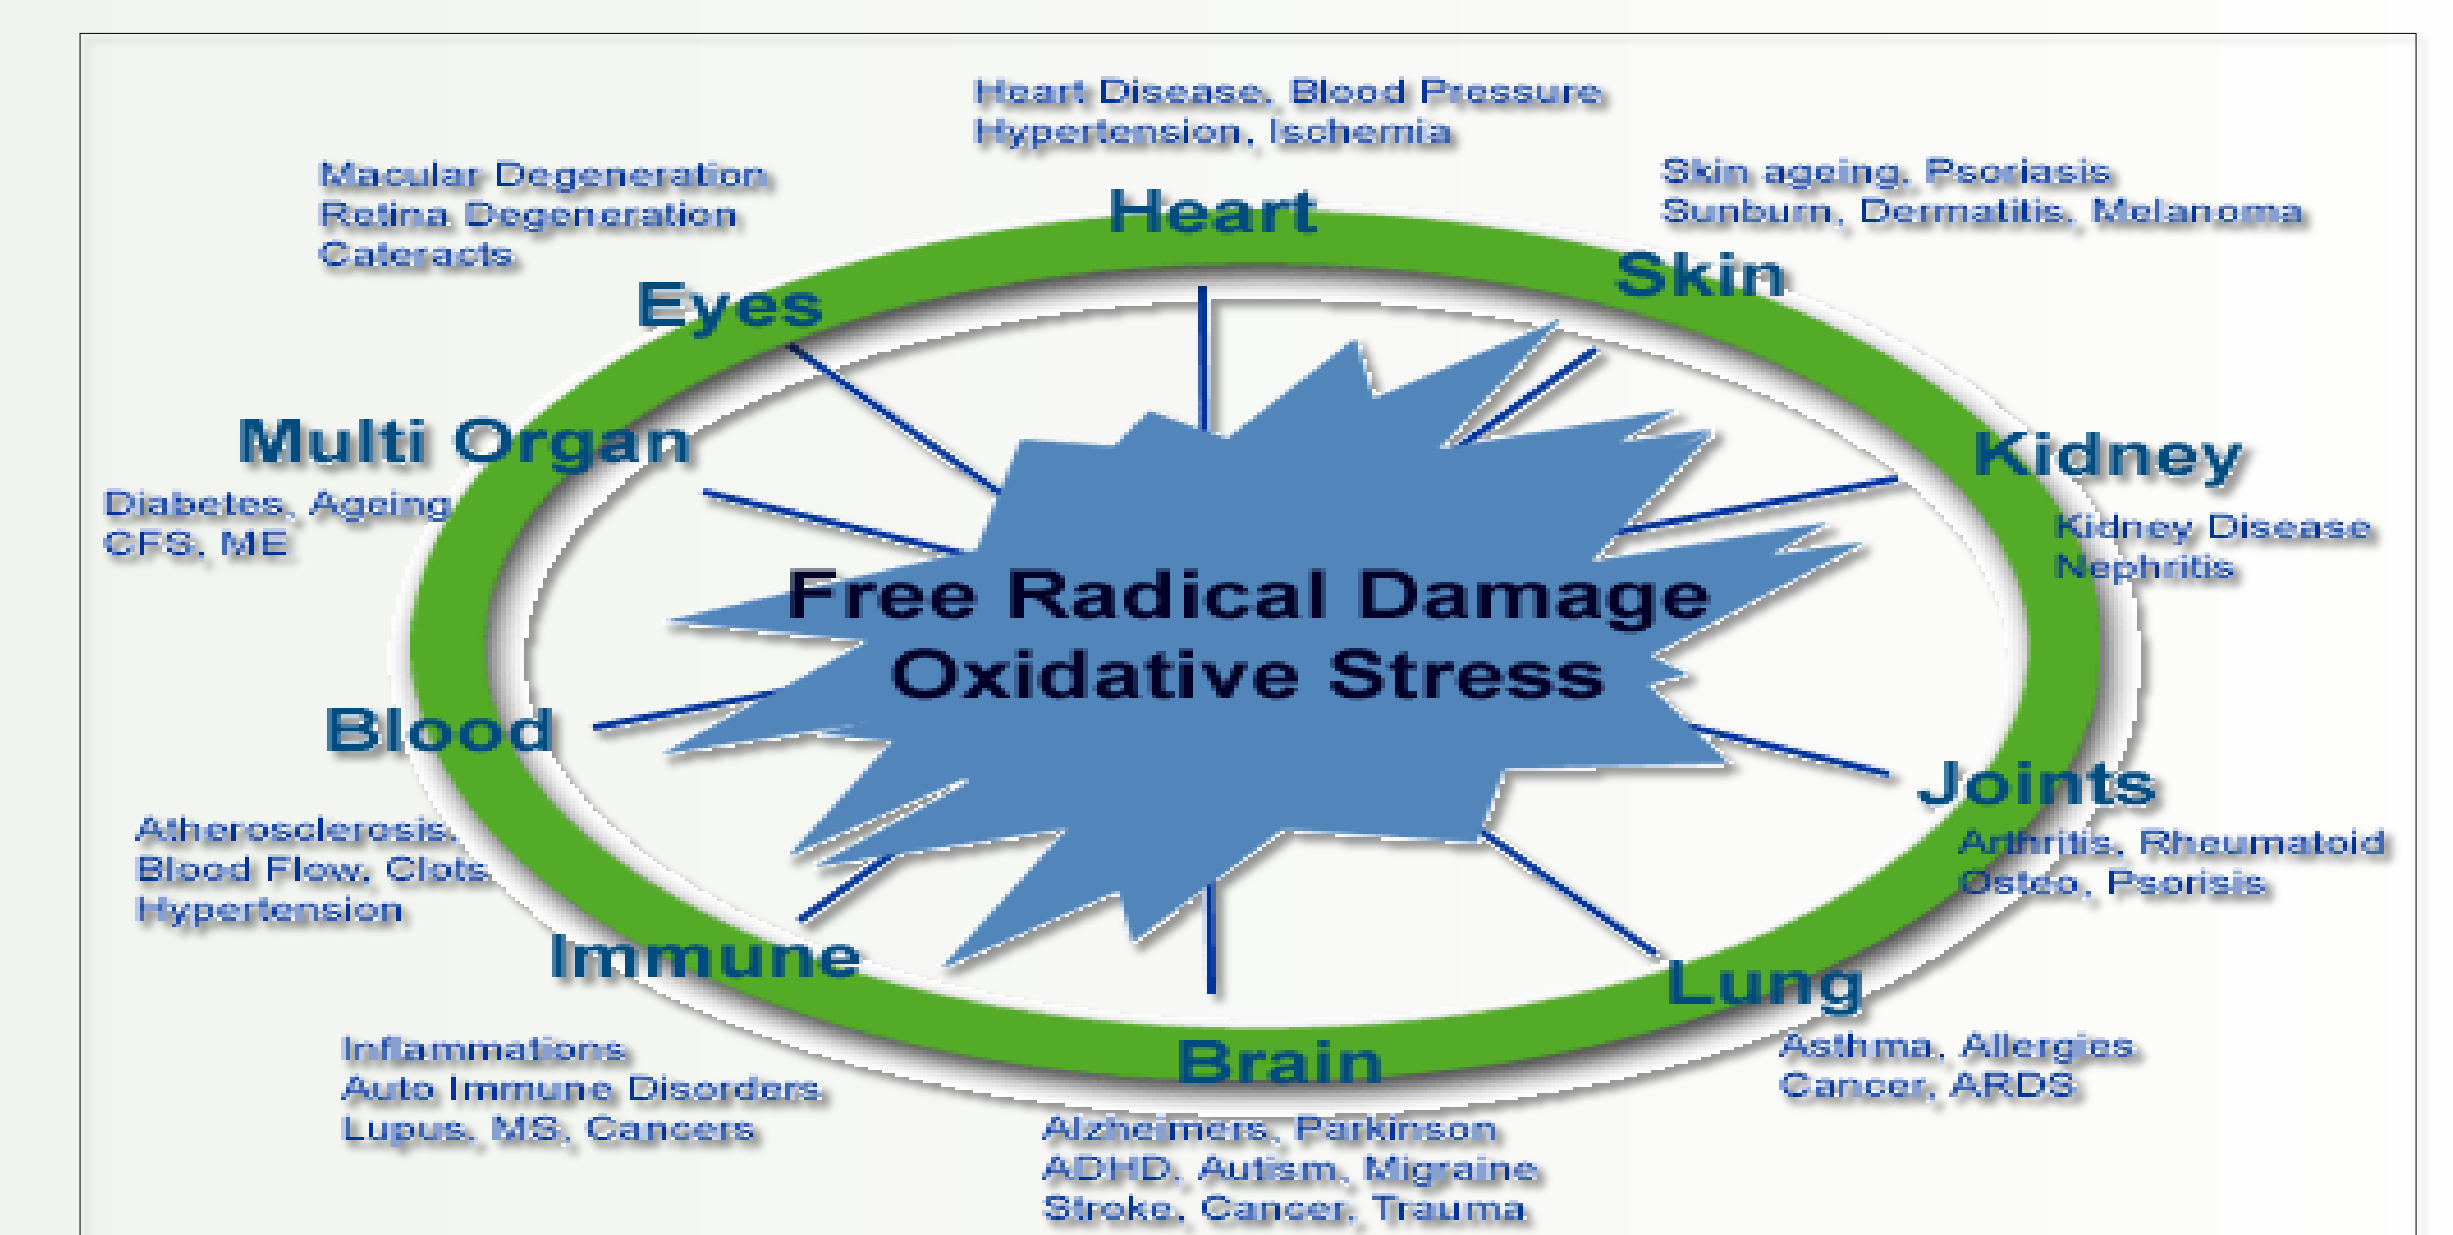 Heart Disease, Blood Pressure
Hypertension, Ischemia
Heart
Macular Degeneration
Retina Degeneration
Cateracts
Eyes
Skin ageing, Psoriasis
Sunburn, Dermatitis, Melanoma
Skin
Multi Organ
Diabetes, Ageing
CFS, ME
Kidney
Kidney Disease
Nephritis
Free Radical Damage
Oxidative Stress
Blood
Atherosclerosis,
Blood Flow, Clots
Hypertension
Joints
Arthritis, Rheumatoid
Osteo, Psorisis
Immune
Inflammations
Auto Immune Disorders
Lupus, MS, Cancers
Lung
Asthma, Allergies
Cancer, ARDS
Brain
Alzheimers, Parkinson
ADHD, Autism, Migraine
Stroke, Cancer, Trauma